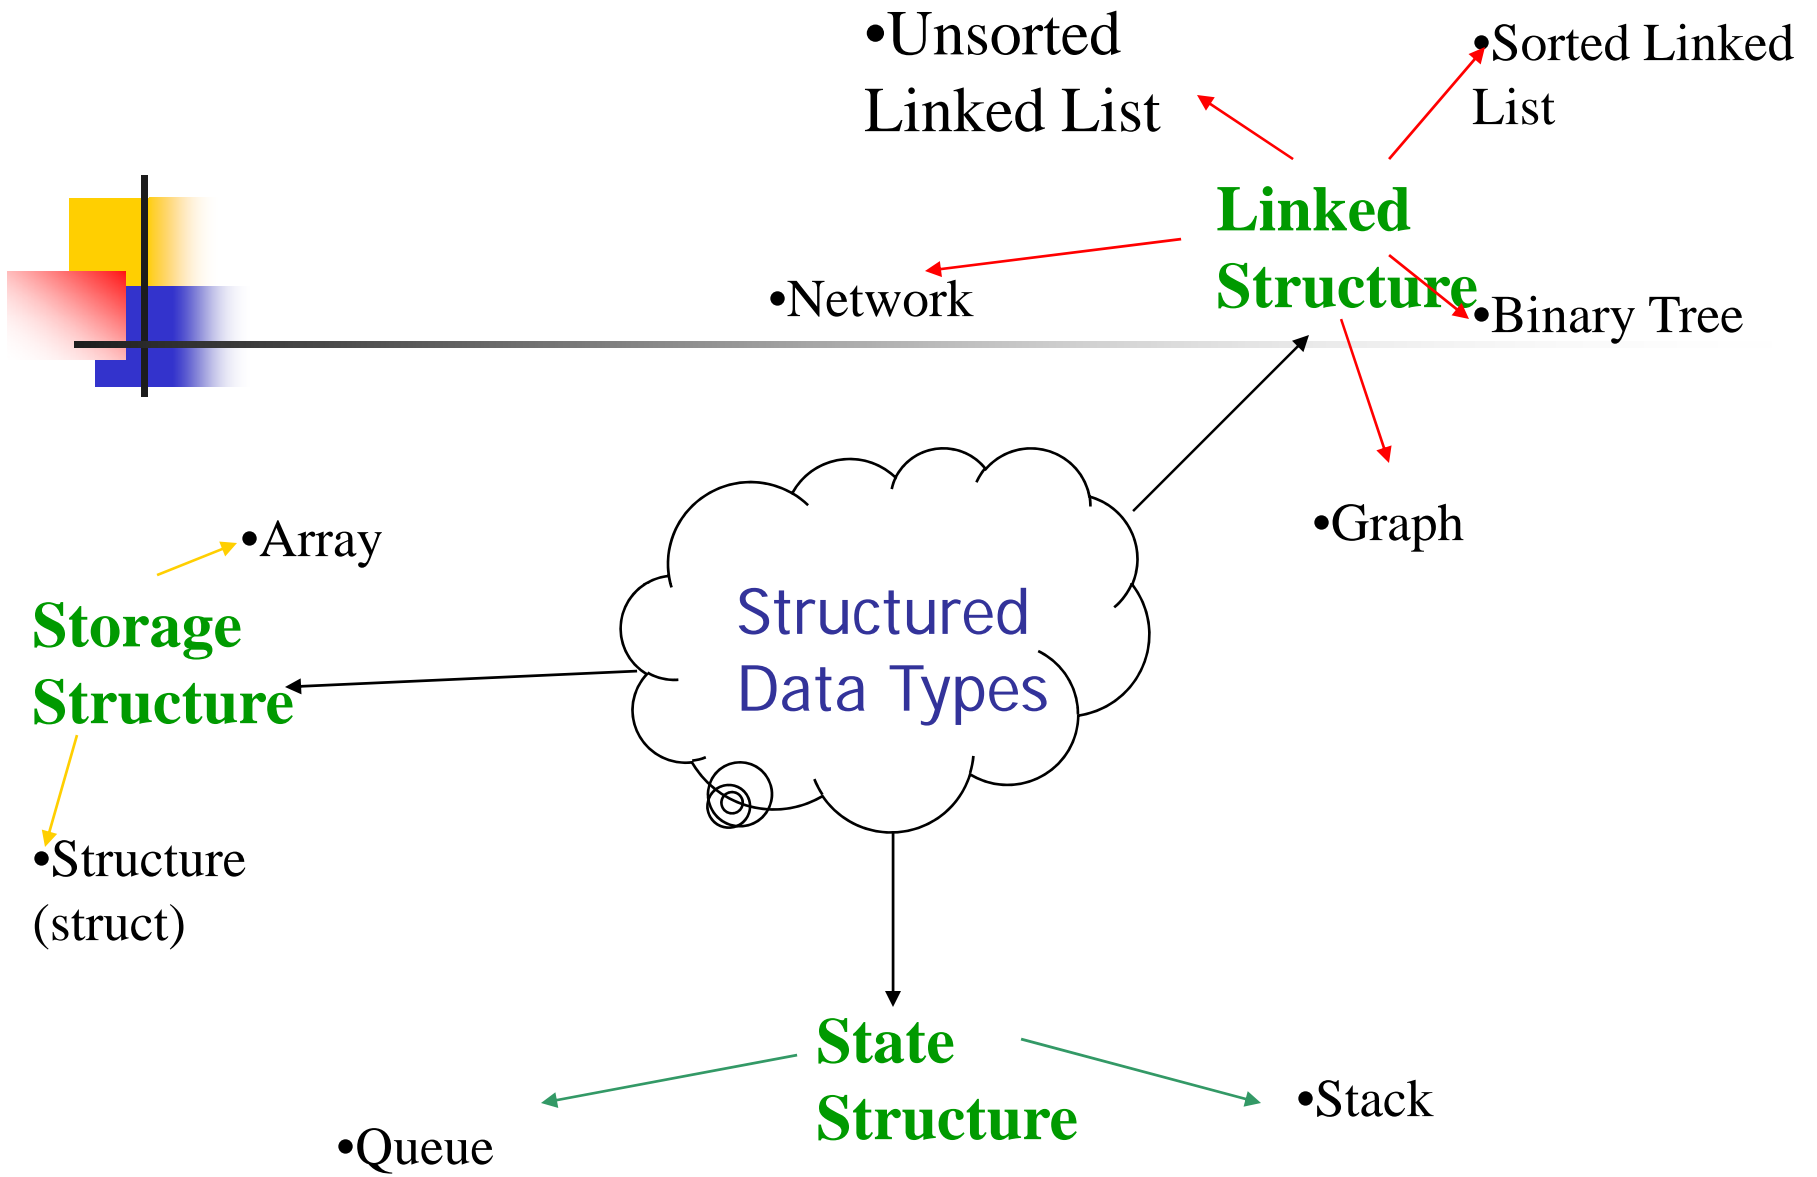 •Unsorted
Linked List
•Sorted Linked
List
Linked
Structure
•Network
•Binary Tree
•Graph
•Array
Storage
Structure
Structured
Data Types
•Structure
(struct)
State
Structure
•Stack
•Queue